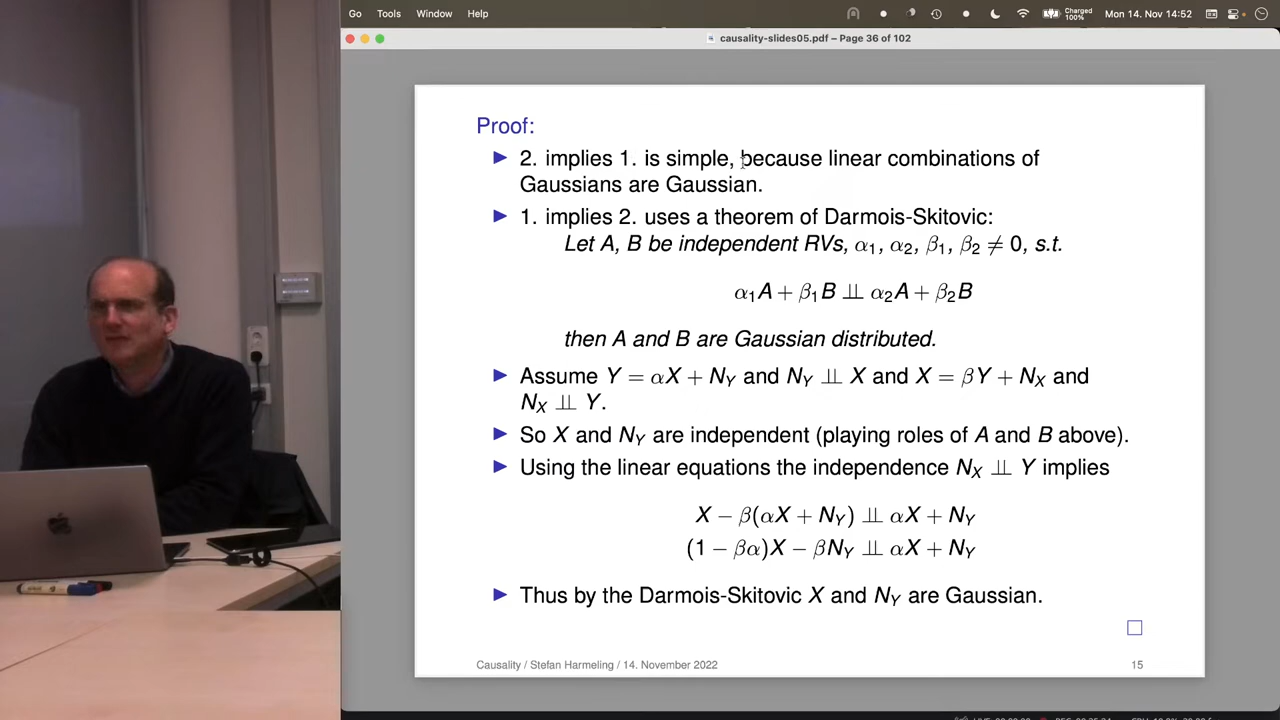 Go Tools Window Help Charged 100% Mon 14. Nov 14:52
causality-slides05.pdf – Page 36 of 102
Proof:
▶ 2. implies 1. is simple, because linear combinations of
Gaussians are Gaussian.
▶ 1. implies 2. uses a theorem of Darmois-Skitovic:
Let A, B be independent RVs, α₁, α₂, β₁, β₂ ≠ 0, s.t.
α₁A + β₁B ⫫ α₂A + β₂B
then A and B are Gaussian distributed.
▶ Assume Y = αX + N_Y and N_Y ⫫ X and X = βY + N_X and
N_X ⫫ Y.
▶ So X and N_Y are independent (playing roles of A and B above).
▶ Using the linear equations the independence N_X ⫫ Y implies
X − β(αX + N_Y) ⫫ αX + N_Y
(1 − βα)X − βN_Y ⫫ αX + N_Y
▶ Thus by the Darmois-Skitovic X and N_Y are Gaussian.
Causality / Stefan Harmeling / 14. November 2022 15